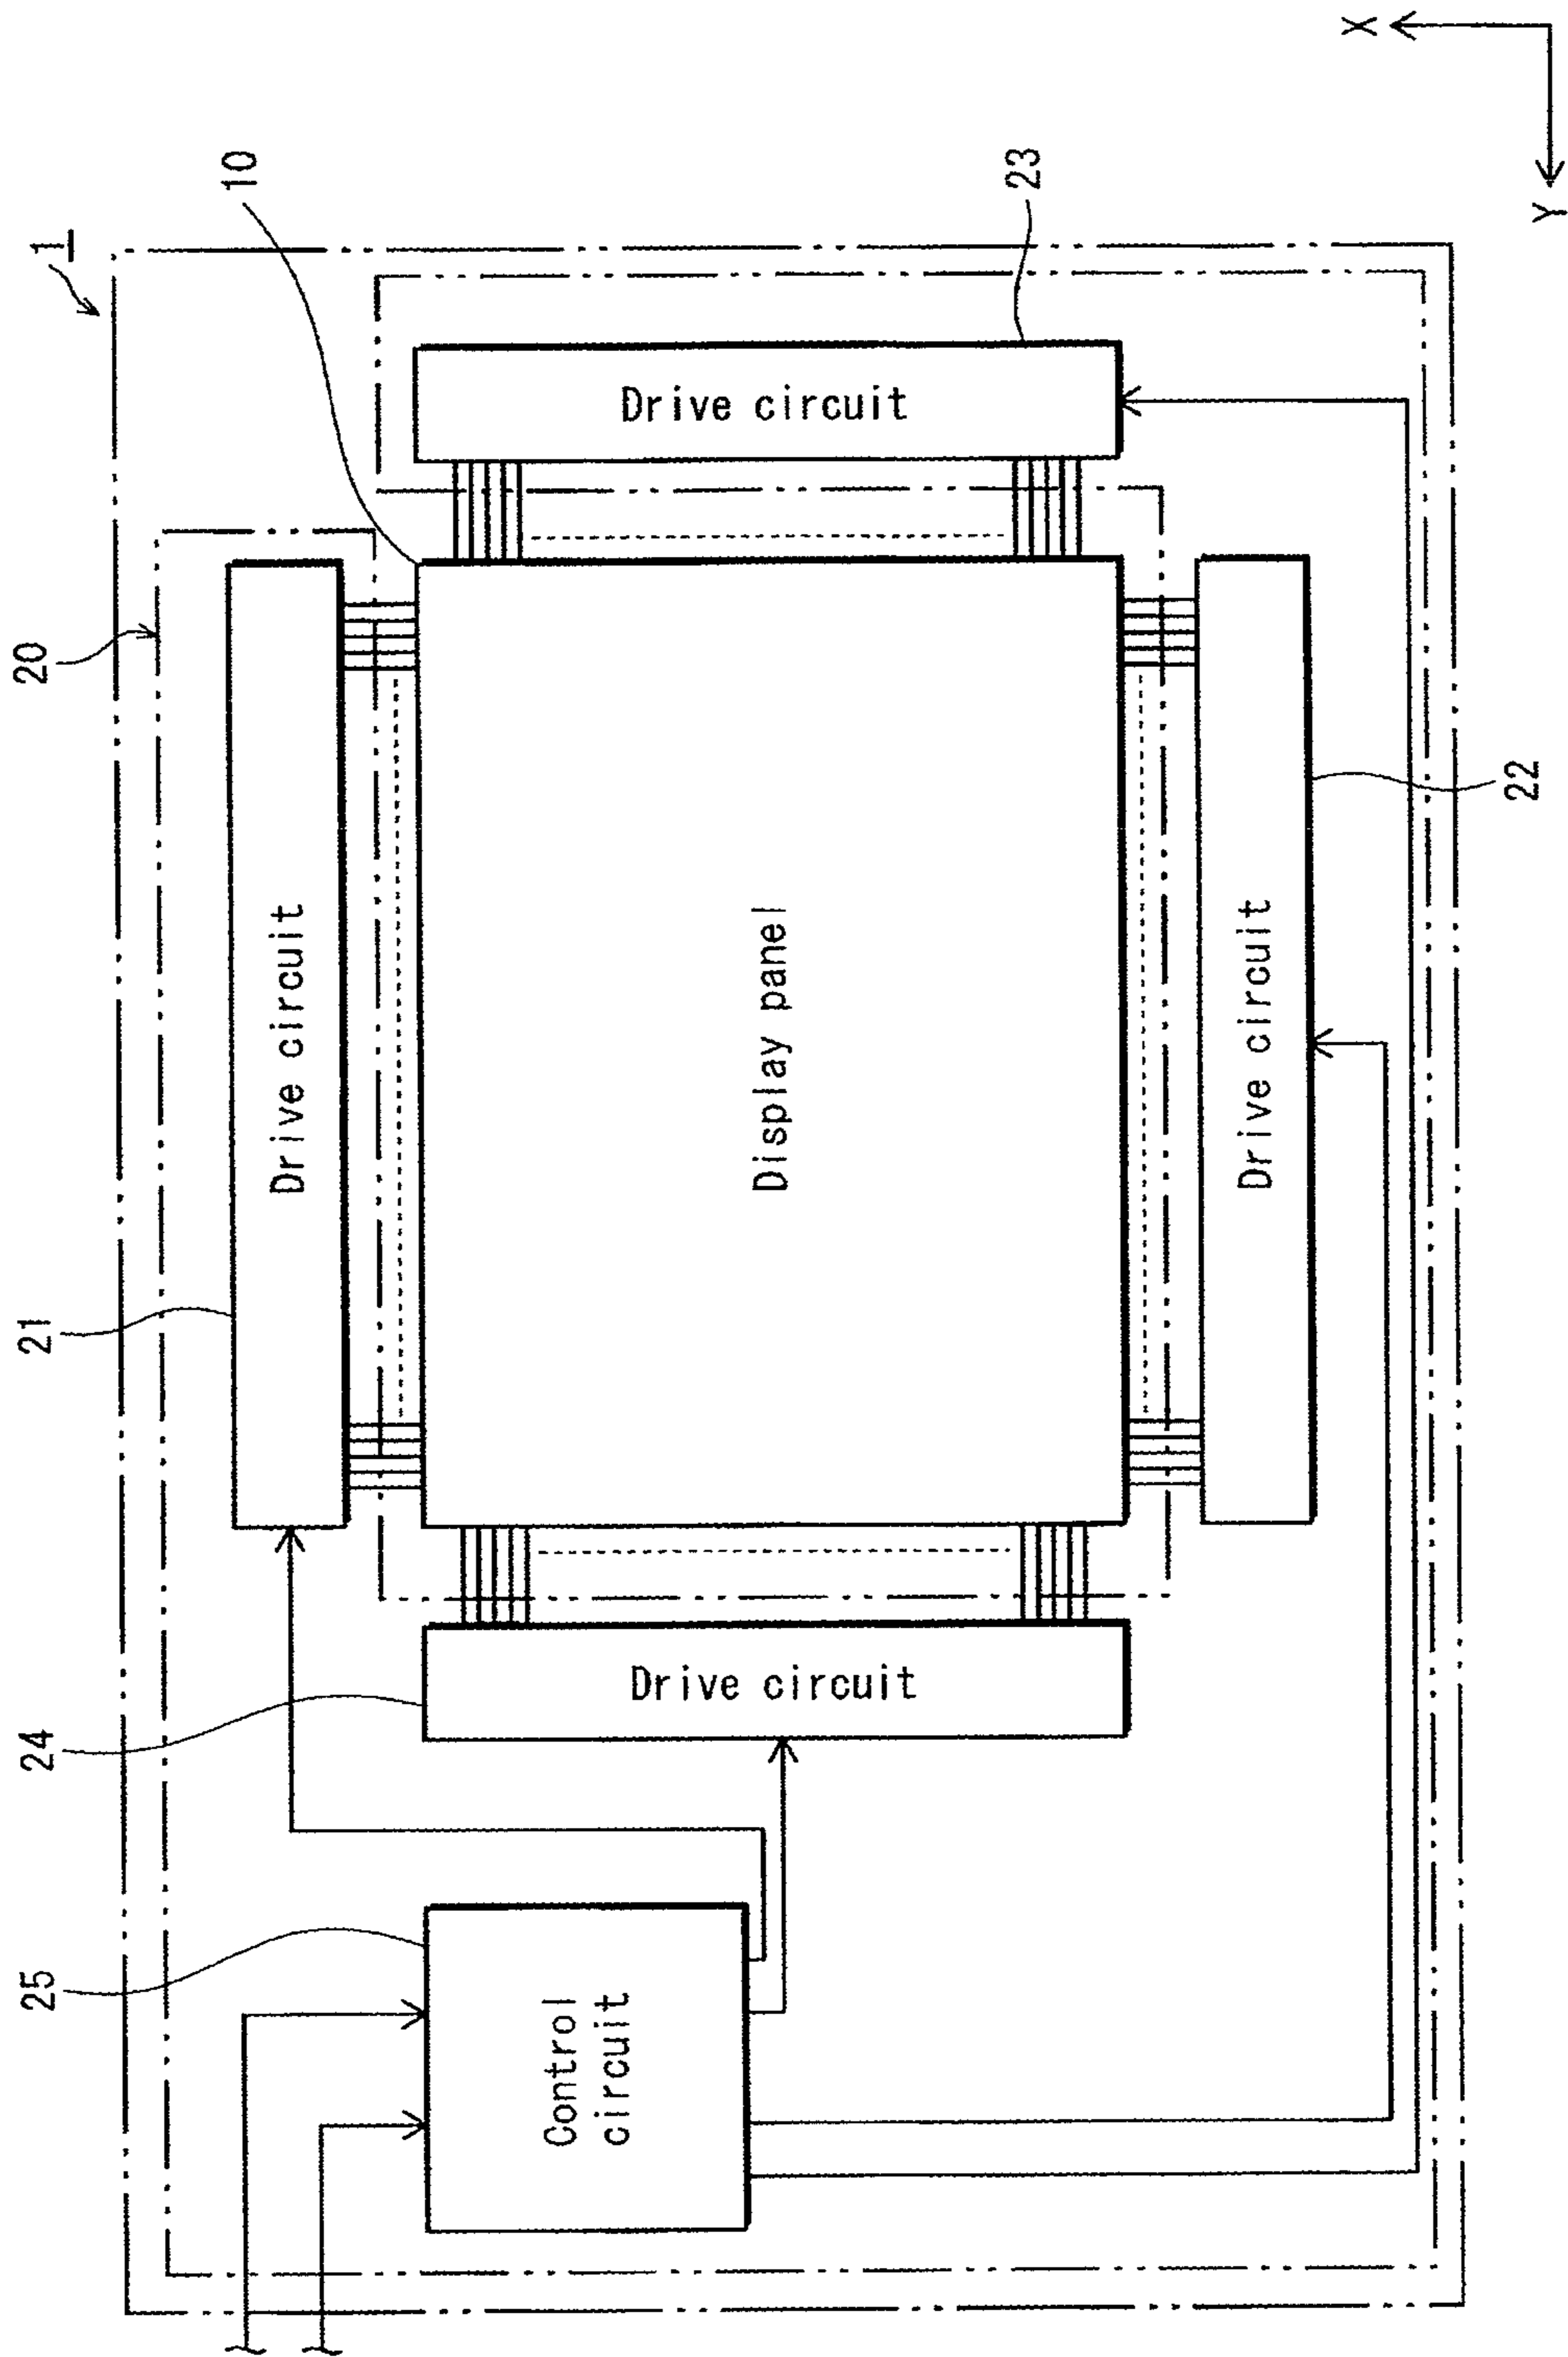 1
20
21
24
25
10
23
22
Drive circuit
Drive circuit
Display panel
Drive circuit
Drive circuit
Control
circuit
X
Y